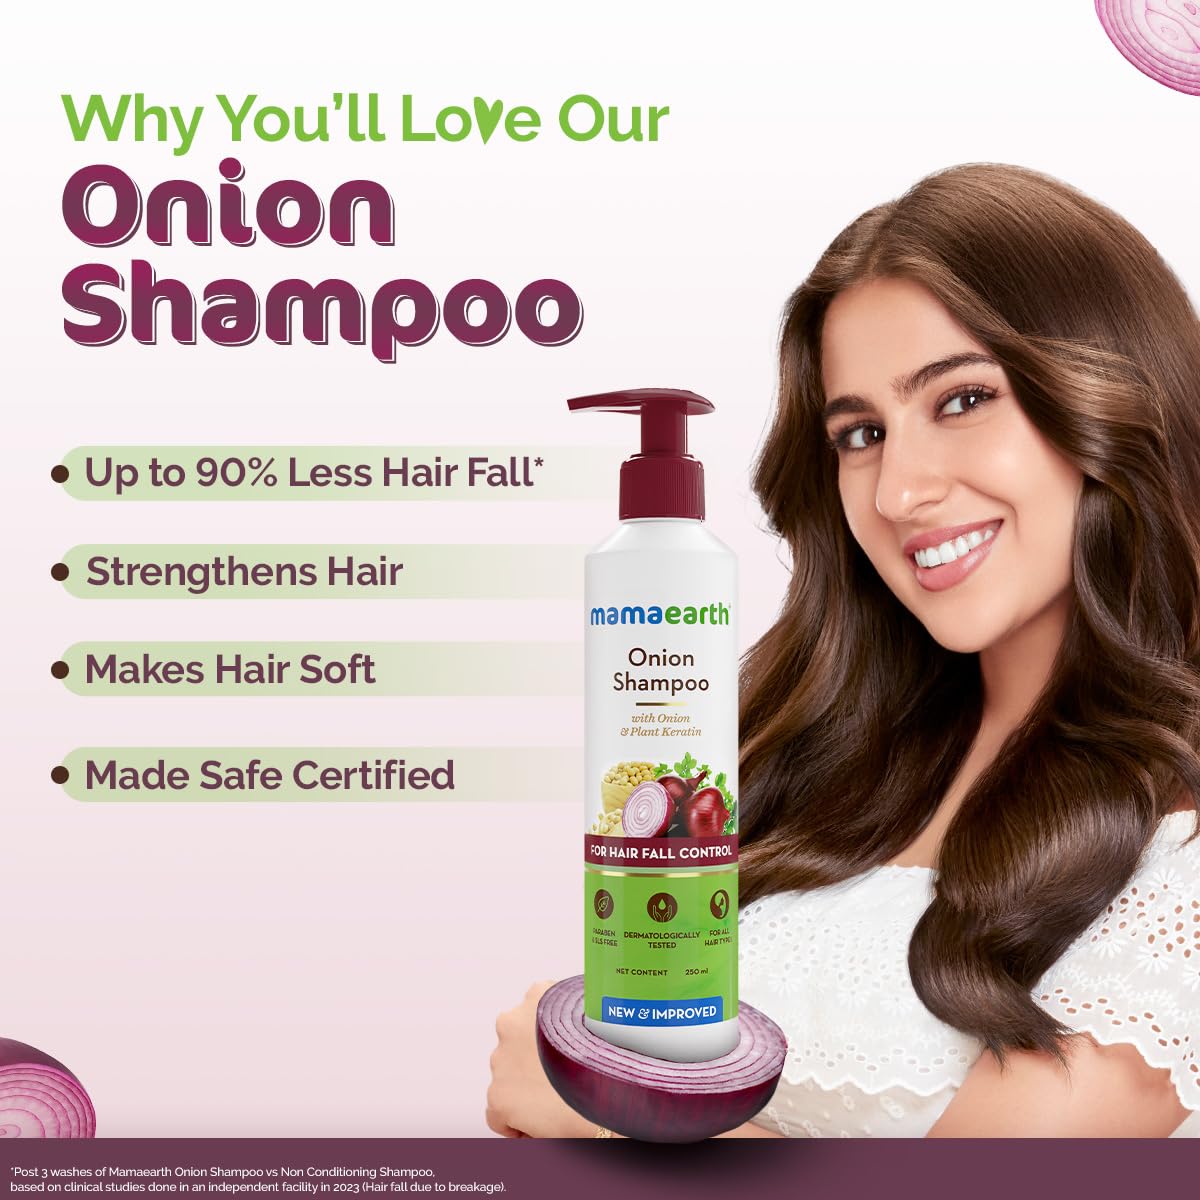 Why You'll Love Our
Onion
Shampoo
Up to 90% Less Hair Fall*
Strengthens Hair
Makes Hair Soft
Made Safe Certified
mamaearth
Onion
Shampoo
with Onion
& Plant Keratin
FOR HAIR FALL CONTROL
PARABEN
& SLS FREE
DERMATOLOGICALLY
TESTED
FOR ALL
HAIR TYPES
NET CONTENT 250 ml
NEW & IMPROVED
*Post 3 washes of Mamaearth Onion Shampoo vs Non Conditioning Shampoo,
based on clinical studies done in an independent facility in 2023 (Hair fall due to breakage).